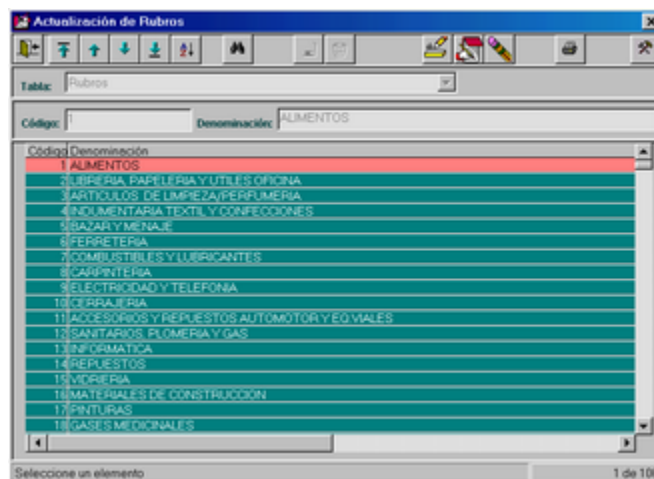 Actualización de Rubros
Tabla: Rubros
Código: 1 Denominación: ALIMENTOS
Código Denominación
1 ALIMENTOS
2 LIBRERIA, PAPELERIA Y UTILES OFICINA
3 ARTICULOS DE LIMPIEZA/PERFUMERIA
4 INDUMENTARIA TEXTIL Y CONFECCIONES
5 BAZAR Y MENAJE
6 FERRETERIA
7 COMBUSTIBLES Y LUBRICANTES
8 CARPINTERIA
9 ELECTRICIDAD Y TELEFONIA
10 CERRAJERIA
11 ACCESORIOS Y REPUESTOS AUTOMOTOR Y EQ.VIALES
12 SANITARIOS, PLOMERIA Y GAS
13 INFORMATICA
14 REPUESTOS
15 VIDRIERIA
16 MATERIALES DE CONSTRUCCION
17 PINTURAS
18 GASES MEDICINALES
Seleccione un elemento 1 de